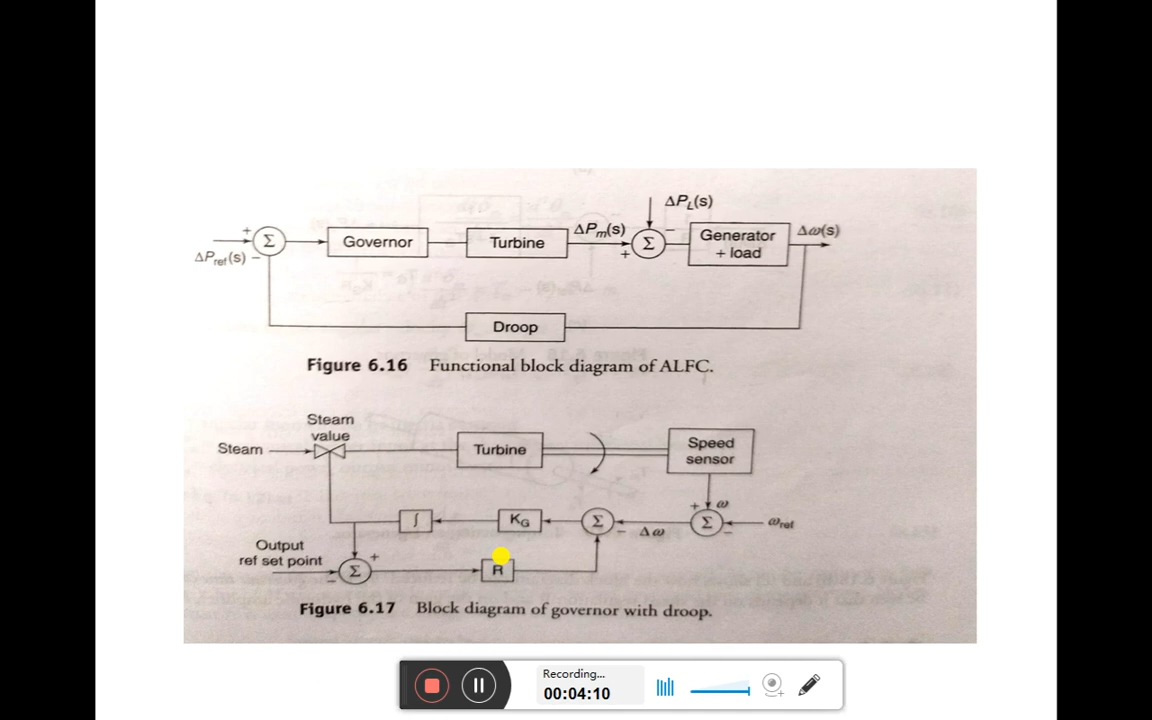 ΔP_L(s)
ΔP_m(s)
+
Σ
Governor
Turbine
Σ
Generator
+ load
Δω(s)
ΔP_ref(s)
−
+
−
Droop
Figure 6.16 Functional block diagram of ALFC.
Steam
value
Steam
Turbine
Speed
sensor
+
ω
∫
K_G
Σ
−
Δω
Σ
−
ω_ref
Output
ref set point
+
−
Σ
R
Figure 6.17 Block diagram of governor with droop.
Recording...
00:04:10